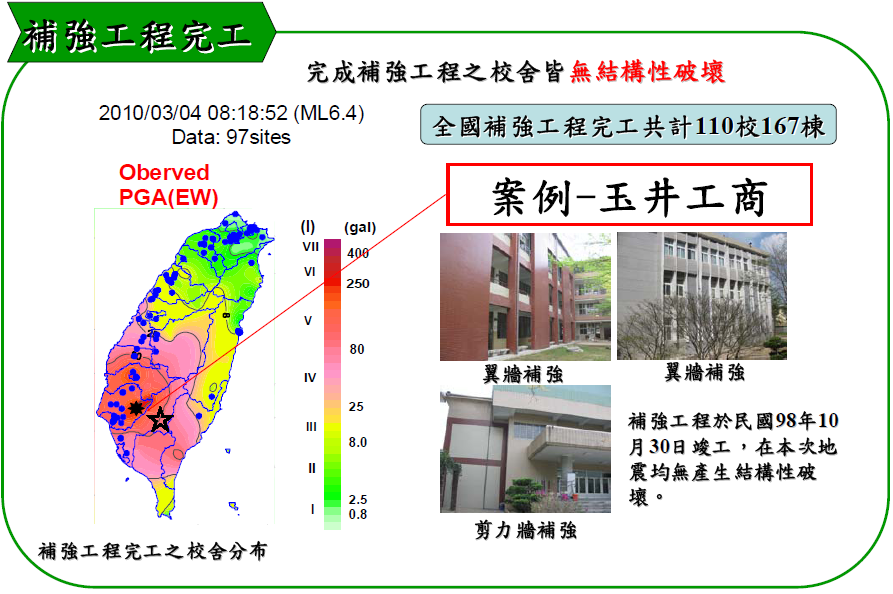 補強工程完工
完成補強工程之校舍皆無結構性破壞
2010/03/04 08:18:52 (ML6.4)
Data: 97sites
全國補強工程完工共計110校167棟
Oberved
PGA(EW)
案例-玉井工商
(I) (gal)
VII
400
VI
250
V
80
IV
25
III
8.0
II
2.5
I
0.8
翼牆補強
翼牆補強
剪力牆補強
補強工程於民國98年10
月30日竣工，在本次地
震均無產生結構性破
壞。
補強工程完工之校舍分布